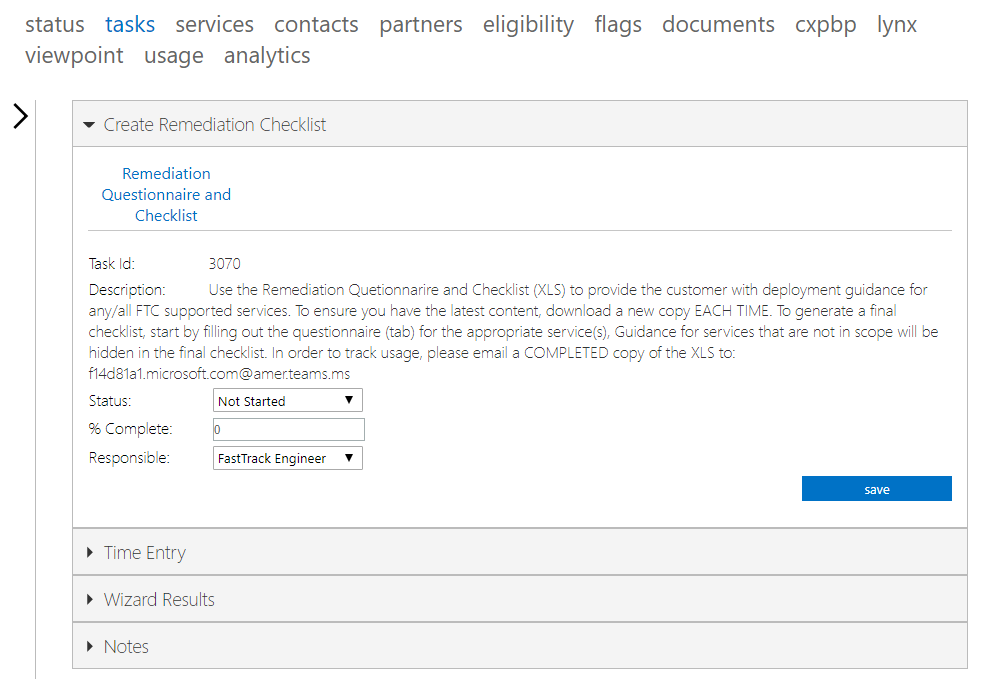 status tasks services contacts partners eligibility flags documents cxpbp lynx
viewpoint usage analytics
Create Remediation Checklist
Remediation
Questionnaire and
Checklist
Task Id: 3070
Description: Use the Remediation Quetionnarire and Checklist (XLS) to provide the customer with deployment guidance for
any/all FTC supported services. To ensure you have the latest content, download a new copy EACH TIME. To generate a final
checklist, start by filling out the questionnaire (tab) for the appropriate service(s), Guidance for services that are not in scope will be
hidden in the final checklist. In order to track usage, please email a COMPLETED copy of the XLS to:
f14d81a1.microsoft.com@amer.teams.ms
Status: Not Started
% Complete: 0
Responsible: FastTrack Engineer
save
Time Entry
Wizard Results
Notes